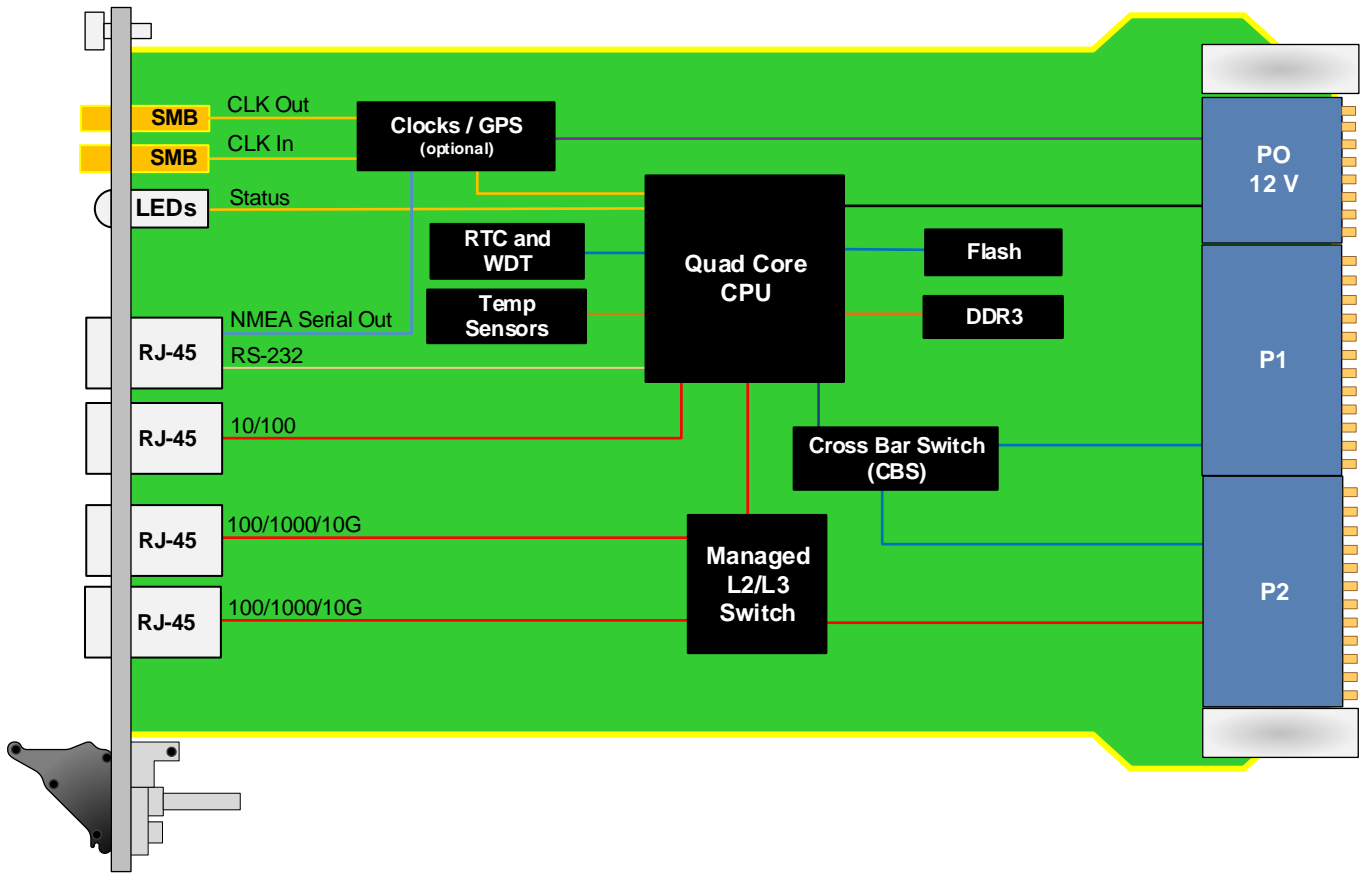 SMB
CLK Out
SMB
CLK In
LEDs
Status
Clocks / GPS
(optional)
RTC and
WDT
Temp
Sensors
Quad Core
CPU
Flash
DDR3
PO
12 V
P1
RJ-45
NMEA Serial Out
RS-232
RJ-45
10/100
Cross Bar Switch
(CBS)
RJ-45
100/1000/10G
RJ-45
100/1000/10G
Managed
L2/L3
Switch
P2